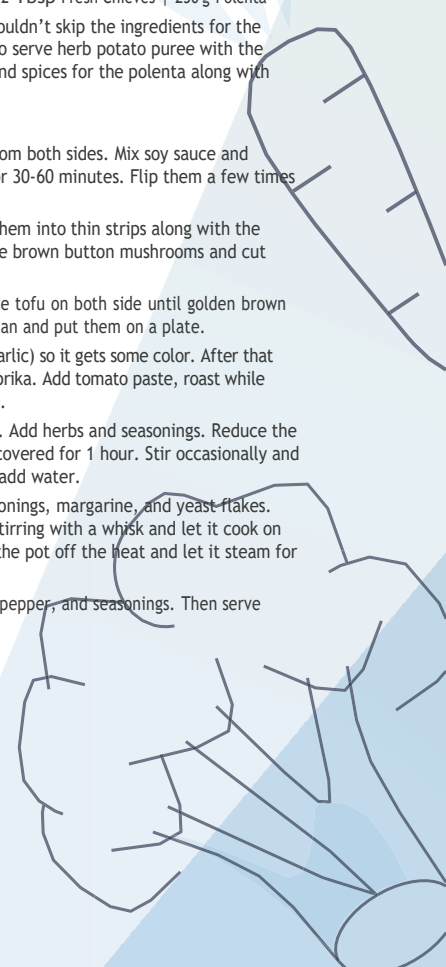 2 Tbsp Fresh Chieves | 250 g Polenta
ouldn't skip the ingredients for the
o serve herb potato puree with the
nd spices for the polenta along with
om both sides. Mix soy sauce and
or 30-60 minutes. Flip them a few times
hem into thin strips along with the
e brown button mushrooms and cut
e tofu on both side until golden brown
an and put them on a plate.
arlic) so it gets some color. After that
orika. Add tomato paste, roast while
.
. Add herbs and seasonings. Reduce the
covered for 1 hour. Stir occasionally and
add water.
onings, margarine, and yeast flakes.
tirring with a whisk and let it cook on
the pot off the heat and let it steam for
pepper, and seasonings. Then serve